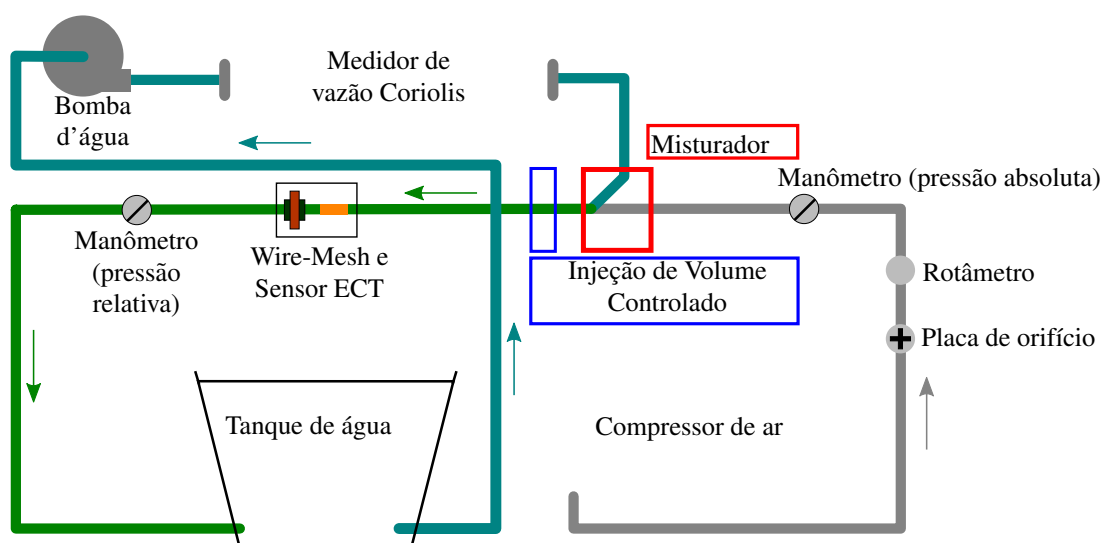 Medidor de
vazão Coriolis
Bomba
d'água
Misturador
Manômetro (pressão absoluta)
Manômetro
(pressão
relativa)
Wire-Mesh e
Sensor ECT
Injeção de Volume
Controlado
Rotâmetro
Placa de orifício
Tanque de água
Compressor de ar